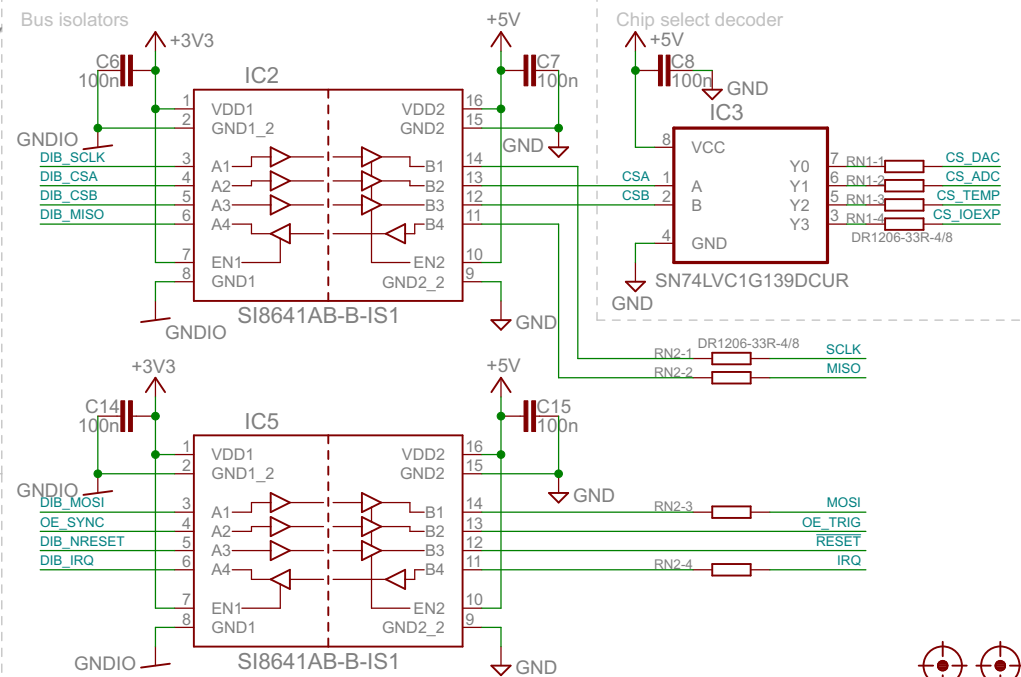 Bus isolators
+3V3
C6
100n
IC2
+5V
C7
100n
GNDIO
1 VDD1 VDD2 16
2 GND1_2 GND2 15
GND
DIB_SCLK 3 A1 B1 14
DIB_CSA 4 A2 B2 13 CSA
DIB_CSB 5 A3 B3 12 CSB
DIB_MISO 6 A4 B4 11
7 EN1 EN2 10
8 GND1 GND2_2 9
GNDIO
SI8641AB-B-IS1
GND
Chip select decoder
+5V
C8
100n
GND
IC3
8 VCC
1 A
2 B
4 GND
Y0 7 RN1-1 CS_DAC
Y1 6 RN1-2 CS_ADC
Y2 5 RN1-3 CS_TEMP
Y3 3 RN1-4 CS_IOEXP
DR1206-33R-4/8
GND
SN74LVC1G139DCUR
DR1206-33R-4/8
RN2-1 SCLK
RN2-2 MISO
+3V3
C14
100n
IC5
+5V
C15
100n
GNDIO
1 VDD1 VDD2 16
2 GND1_2 GND2 15
GND
DIB_MOSI 3 A1 B1 14 RN2-3 MOSI
OE_SYNC 4 A2 B2 13 OE_TRIG
DIB_NRESET 5 A3 B3 12 RESET
DIB_IRQ 6 A4 B4 11 RN2-4 IRQ
7 EN1 EN2 10
8 GND1 GND2_2 9
GNDIO
SI8641AB-B-IS1
GND